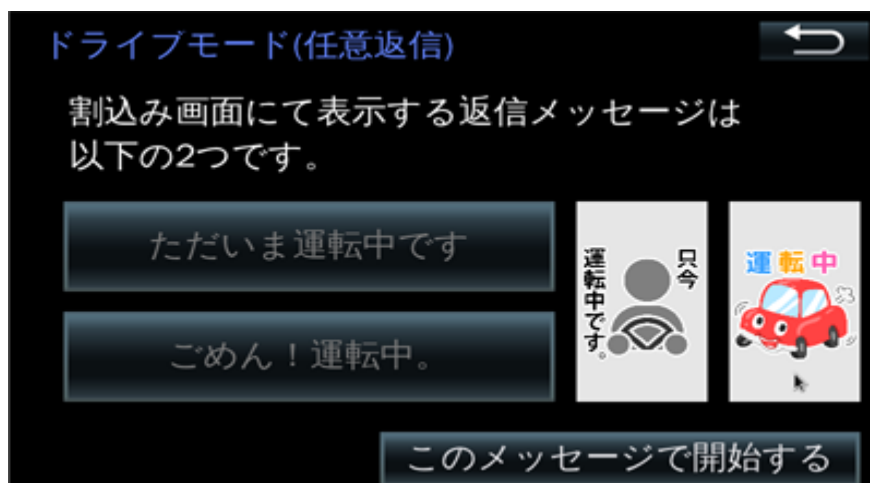 ドライブモード(任意返信)
割込み画面にて表示する返信メッセージは
以下の2つです。
ただいま運転中です
只今
運転中です。
運転中
ごめん！運転中。
このメッセージで開始する